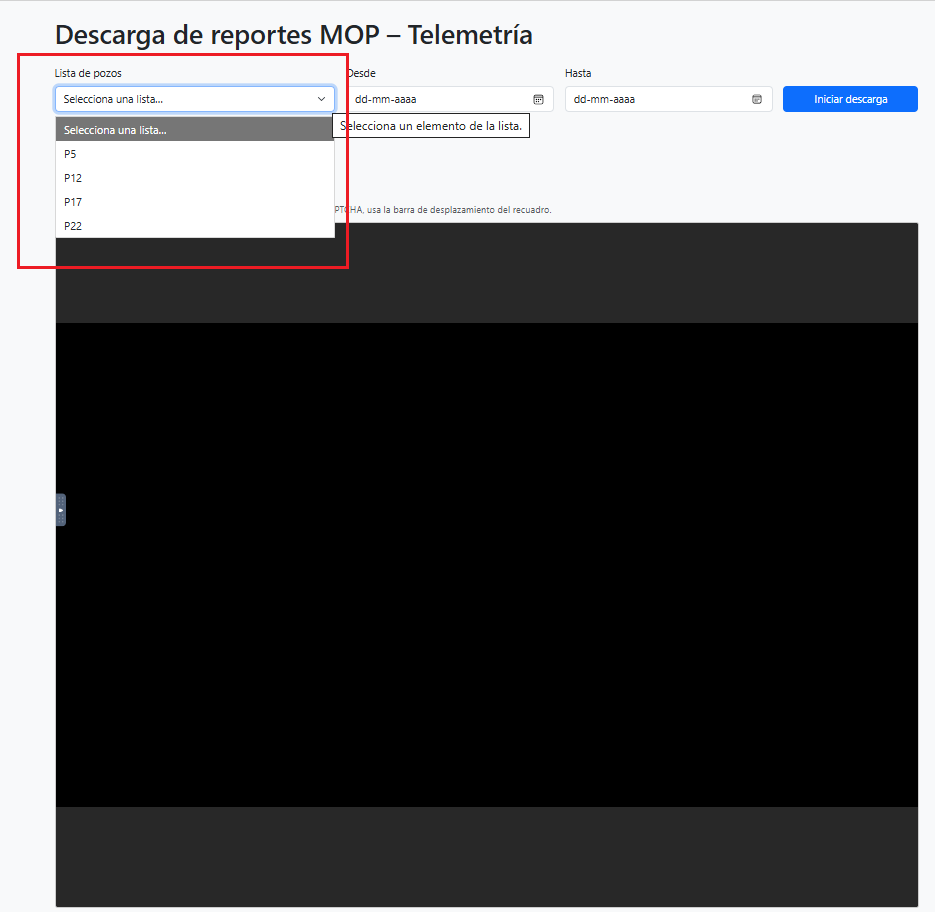 Descarga de reportes MOP – Telemetría
Lista de pozos
Desde
Hasta
Selecciona una lista...
dd-mm-aaaa
dd-mm-aaaa
Iniciar descarga
Selecciona una lista...
Selecciona un elemento de la lista.
P5
P12
P17
P22
usa la barra de desplazamiento del recuadro.